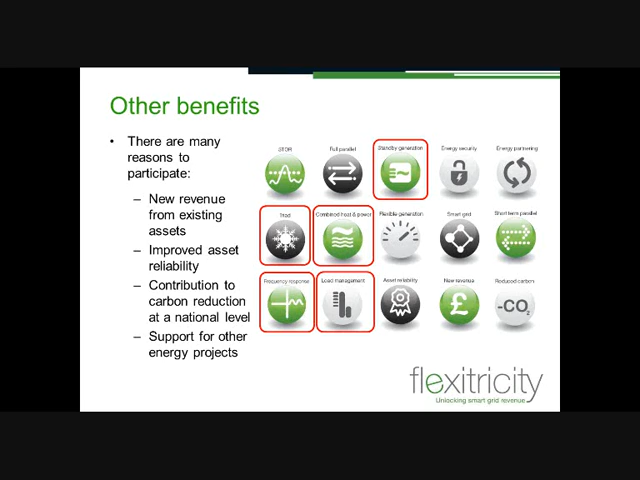 Other benefits
• There are many
reasons to
participate:
– New revenue
from existing
assets
– Improved asset
reliability
– Contribution to
carbon reduction
at a national level
– Support for other
energy projects
STOR
Full parallel
Standby generation
Energy security
Energy partnering
Triad
Combined heat & power
Flexible generation
Smart grid
Short term parallel
Frequency response
Load management
Asset reliability
New revenue
Reduced carbon
£
-CO2
flexitricity
Unlocking smart grid revenue